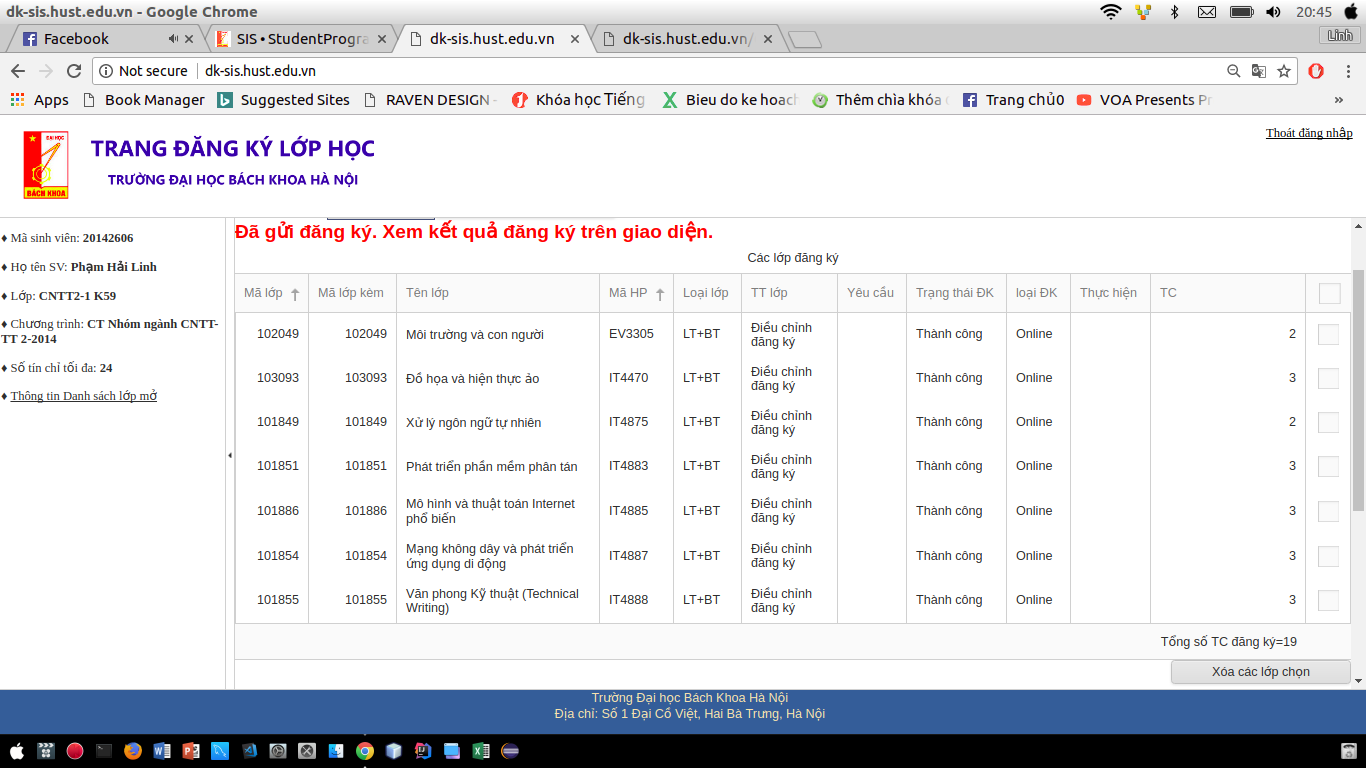 dk-sis.hust.edu.vn - Google Chrome
20:45
Facebook
SIS • StudentProgra
dk-sis.hust.edu.vn
dk-sis.hust.edu.vn/
Linh
Not secure
dk-sis.hust.edu.vn
Apps
Book Manager
Suggested Sites
RAVEN DESIGN -
Khóa học Tiếng
Bieu do ke hoach
Thêm chìa khóa
Trang chủ0
VOA Presents Pr
»
ĐẠI HỌC
BÁCH KHOA
TRANG ĐĂNG KÝ LỚP HỌC
TRƯỜNG ĐẠI HỌC BÁCH KHOA HÀ NỘI
Thoát đăng nhập
♦ Mã sinh viên: 20142606
♦ Họ tên SV: Phạm Hải Linh
♦ Lớp: CNTT2-1 K59
♦ Chương trình: CT Nhóm ngành CNTT-
TT 2-2014
♦ Số tín chỉ tối đa: 24
♦ Thông tin Danh sách lớp mở
Đã gửi đăng ký. Xem kết quả đăng ký trên giao diện.
Các lớp đăng ký
Mã lớp Mã lớp kèm Tên lớp Mã HP Loại lớp TT lớp Yêu cầu Trạng thái ĐK loại ĐK Thực hiện TC
102049 102049 Môi trường và con người EV3305 LT+BT Điều chỉnh đăng ký Thành công Online 2
103093 103093 Đồ họa và hiện thực ảo IT4470 LT+BT Điều chỉnh đăng ký Thành công Online 3
101849 101849 Xử lý ngôn ngữ tự nhiên IT4875 LT+BT Điều chỉnh đăng ký Thành công Online 2
101851 101851 Phát triển phần mềm phân tán IT4883 LT+BT Điều chỉnh đăng ký Thành công Online 3
101886 101886 Mô hình và thuật toán Internet phổ biến IT4885 LT+BT Điều chỉnh đăng ký Thành công Online 3
101854 101854 Mạng không dây và phát triển ứng dụng di động IT4887 LT+BT Điều chỉnh đăng ký Thành công Online 3
101855 101855 Văn phong Kỹ thuật (Technical Writing) IT4888 LT+BT Điều chỉnh đăng ký Thành công Online 3
Tổng số TC đăng ký=19
Xóa các lớp chọn
Trường Đại học Bách Khoa Hà Nội
Địa chỉ: Số 1 Đại Cồ Việt, Hai Bà Trưng, Hà Nội